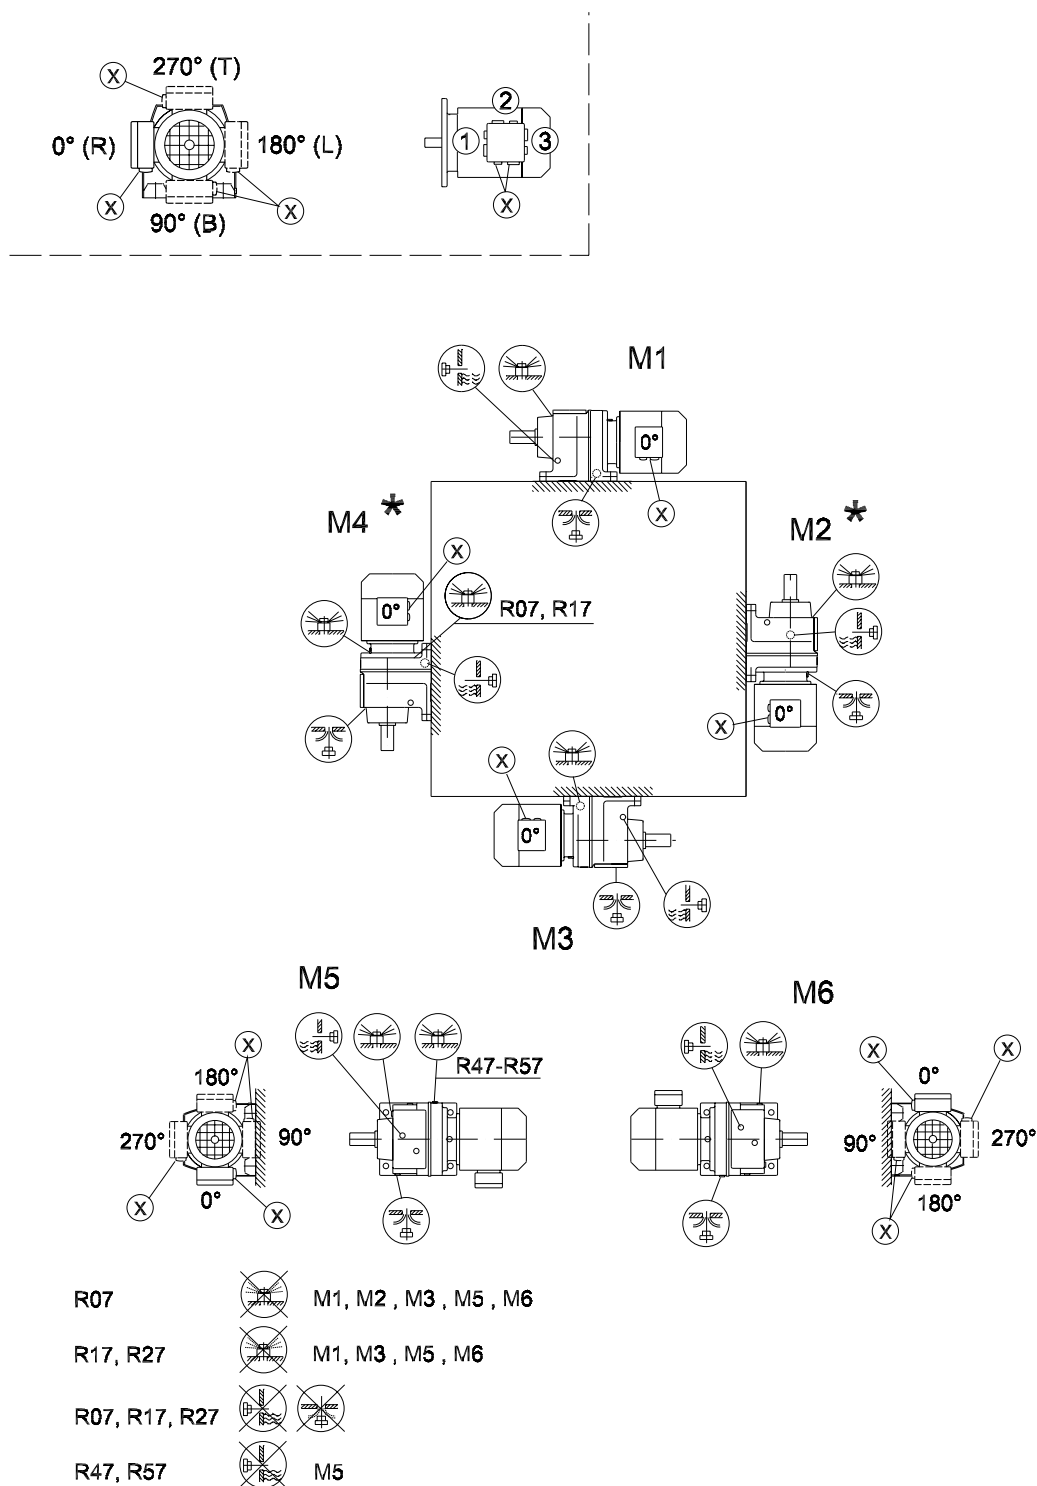 270° (T)
X
0° (R)
180° (L)
X
X
90° (B)
1
2
3
X
M1
0°
X
M4 *
M2 *
X
0°
R07, R17
X
0°
X
0°
M3
M5
M6
X
180°
270°
90°
0°
X
X
R47-R57
X
X
0°
90°
270°
180°
X
R07 M1, M2 , M3 , M5 , M6
R17, R27 M1, M3 , M5 , M6
R07, R17, R27
R47, R57 M5